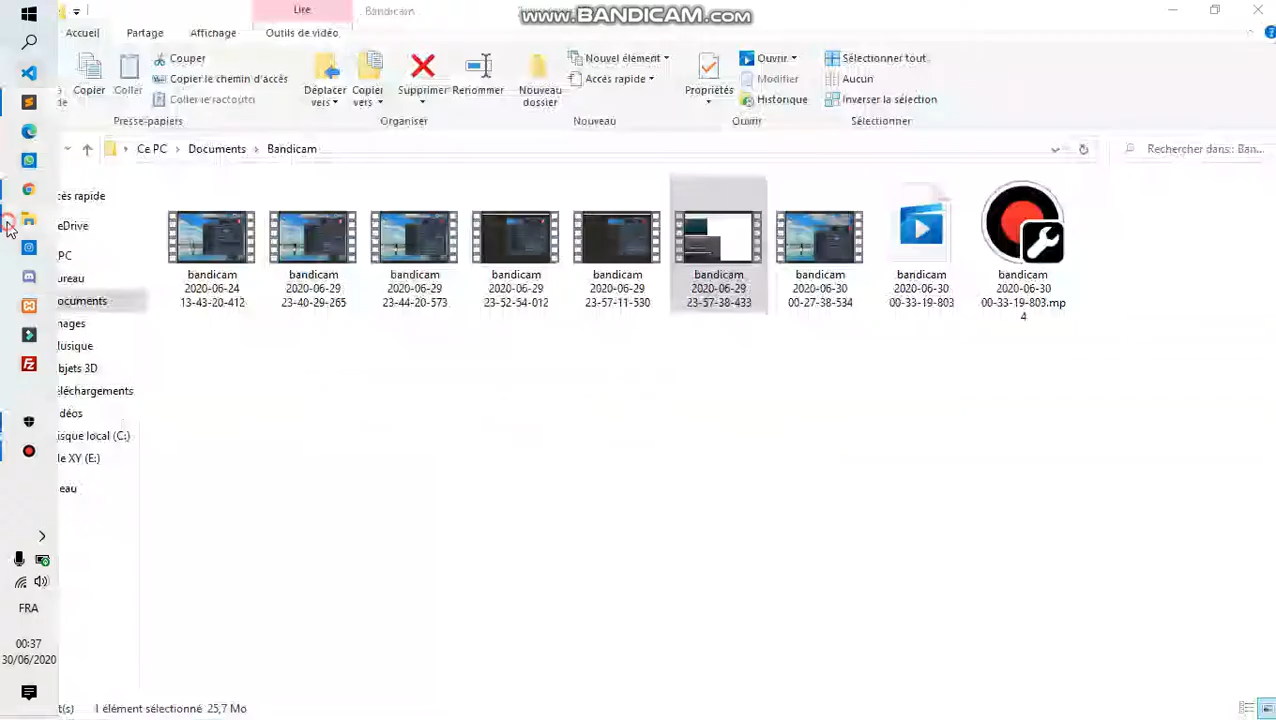 Lire
Bandicam
www.BANDICAM.com
Accueil
Partage
Affichage
Outils de vidéo
Copier
Coller
Couper
Copier le chemin d'accès
Coller le raccourci
Presse-papiers
Déplacer
vers
Copier
vers
Supprimer
Renommer
Organiser
Nouveau
dossier
Nouvel élément
Accès rapide
Nouveau
Propriétés
Ouvrir
Modifier
Historique
Ouvrir
Sélectionner tout
Aucun
Inverser la sélection
Sélectionner
Ce PC > Documents > Bandicam
Rechercher dans : Ban...
ccès rapide
eDrive
PC
ureau
ocuments
mages
usique
bjets 3D
éléchargements
idéos
isque local (C:)
le XY (E:)
eau
bandicam
2020-06-24
13-43-20-412
bandicam
2020-06-29
23-40-29-265
bandicam
2020-06-29
23-44-20-573
bandicam
2020-06-29
23-52-54-012
bandicam
2020-06-29
23-57-11-530
bandicam
2020-06-29
23-57-38-433
bandicam
2020-06-30
00-27-38-534
bandicam
2020-06-30
00-33-19-803
bandicam
2020-06-30
00-33-19-803.mp
4
FRA
00:37
30/06/2020
t(s)
1 élément sélectionné 25,7 Mo